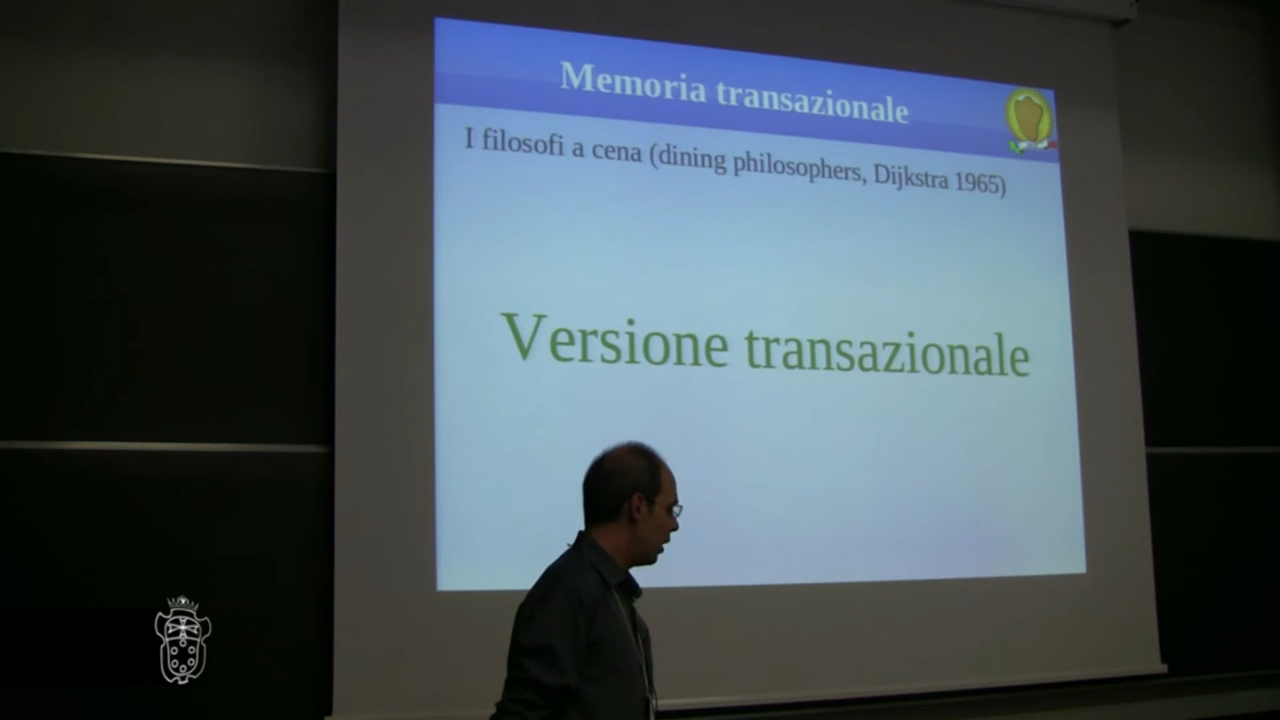 Memoria transazionale
I filosofi a cena (dining philosophers, Dijkstra 1965)
Versione transazionale